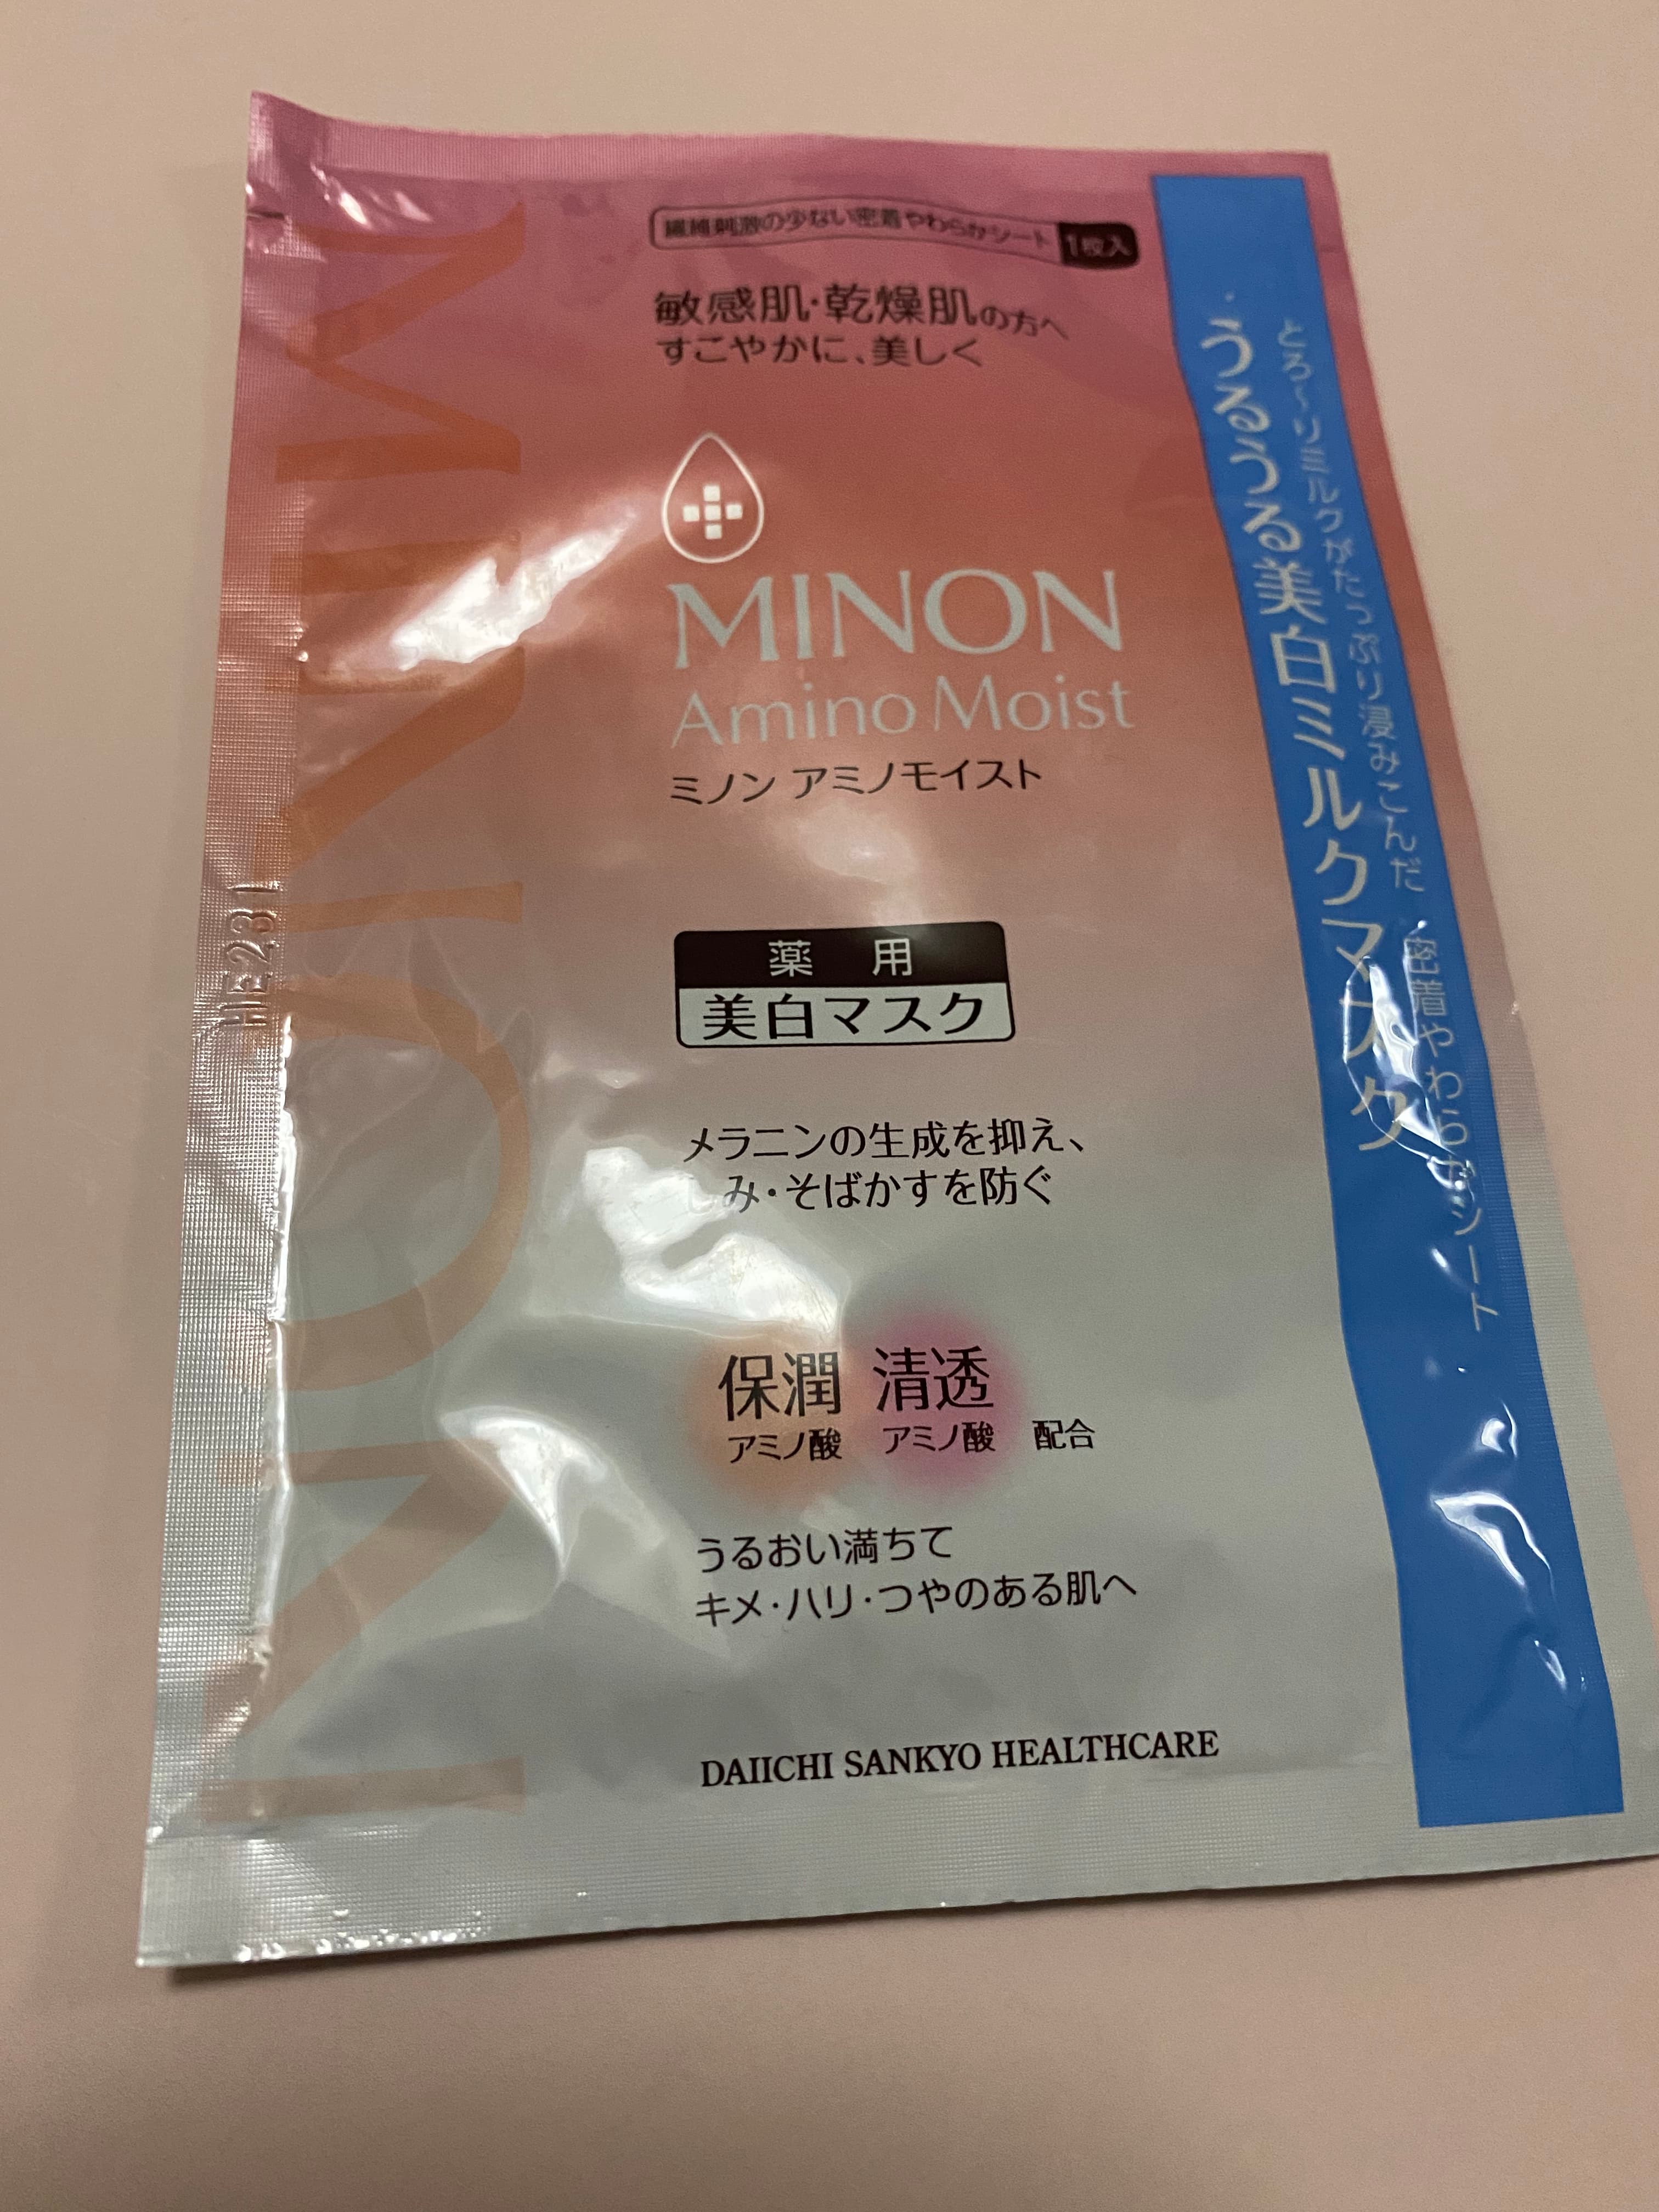 繊維刺激の少ない密着やわらかシート 1枚入
敏感肌・乾燥肌の方へ
すこやかに、美しく
MINON
Amino Moist
ミノン アミノモイスト
薬用
美白マスク
メラニンの生成を抑え、
しみ・そばかすを防ぐ
保潤 清透
アミノ酸 アミノ酸 配合
うるおい満ちて
キメ・ハリ・つやのある肌へ
DAIICHI SANKYO HEALTHCARE
とろ〜りミルクがたっぷり浸みこんだ 密着やわらかシート
うるうる美白ミルクマスク
MINON
HE231